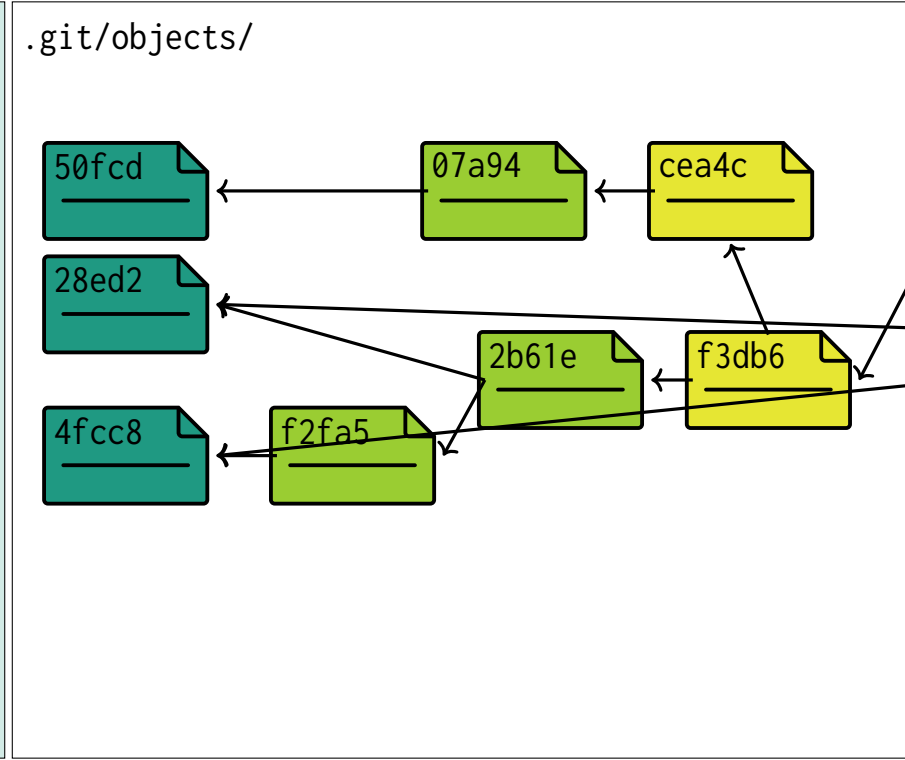 .git/objects/
50fcd
07a94
cea4c
28ed2
2b61e
f3db6
4fcc8
f2fa5